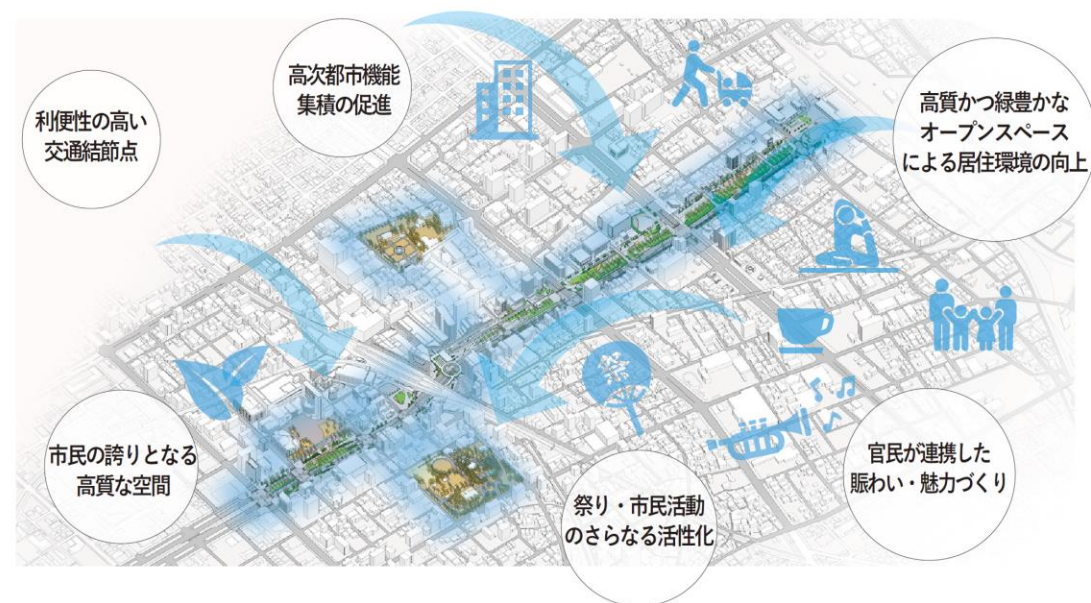 高次都市機能
集積の促進
利便性の高い
交通結節点
高質かつ緑豊かな
オープンスペース
による居住環境の向上
祭
市民の誇りとなる
高質な空間
官民が連携した
賑わい・魅力づくり
祭り・市民活動
のさらなる活性化